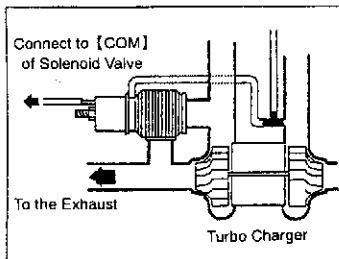 Connect to【COM】
of Solenoid Valve
To the Exhaust
Turbo Charger